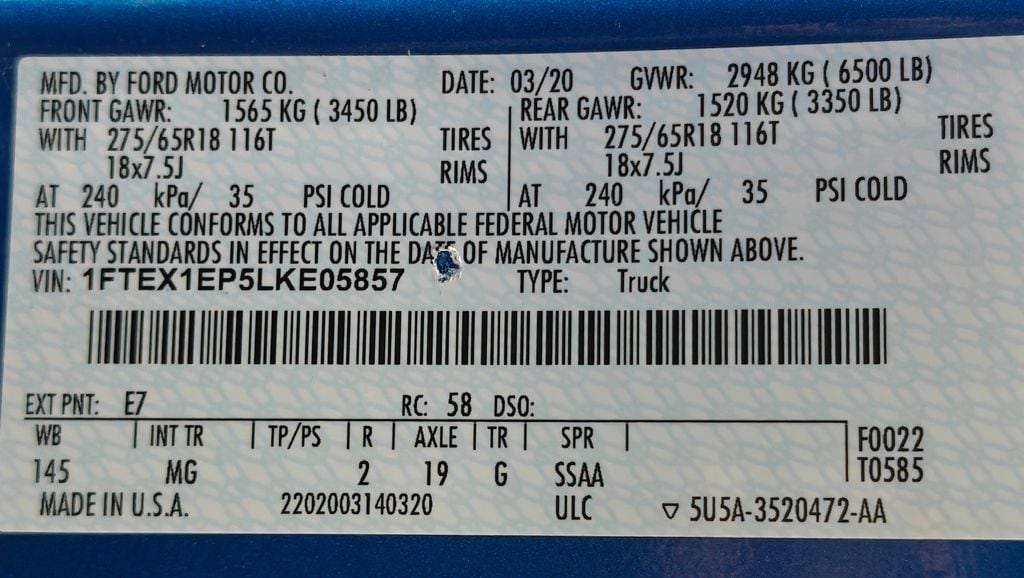 MFD. BY FORD MOTOR CO. DATE: 03/20 GVWR: 2948 KG ( 6500 LB)
FRONT GAWR: 1565 KG ( 3450 LB) REAR GAWR: 1520 KG ( 3350 LB)
WITH 275/65R18 116T TIRES WITH 275/65R18 116T TIRES
18x7.5J RIMS 18x7.5J RIMS
AT 240 kPa/ 35 PSI COLD AT 240 kPa/ 35 PSI COLD
THIS VEHICLE CONFORMS TO ALL APPLICABLE FEDERAL MOTOR VEHICLE
SAFETY STANDARDS IN EFFECT ON THE DATE OF MANUFACTURE SHOWN ABOVE.
VIN: 1FTEX1EP5LKE05857 TYPE: Truck
EXT PNT: E7 RC: 58 DSO:
WB INT TR TP/PS R AXLE TR SPR F0022
145 MG 2 19 G SSAA T0585
MADE IN U.S.A. 2202003140320 ULC ▽ 5U5A-3520472-AA